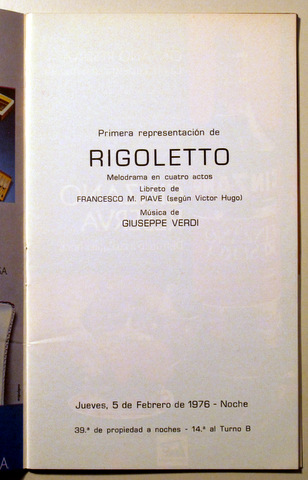 Primera representación de
RIGOLETTO
Melodrama en cuatro actos
Libreto de
FRANCESCO M. PIAVE (según Victor Hugo)
Música de
GIUSEPPE VERDI
Jueves, 5 de Febrero de 1976 - Noche
39.ª de propiedad a noches - 14.ª al Turno B